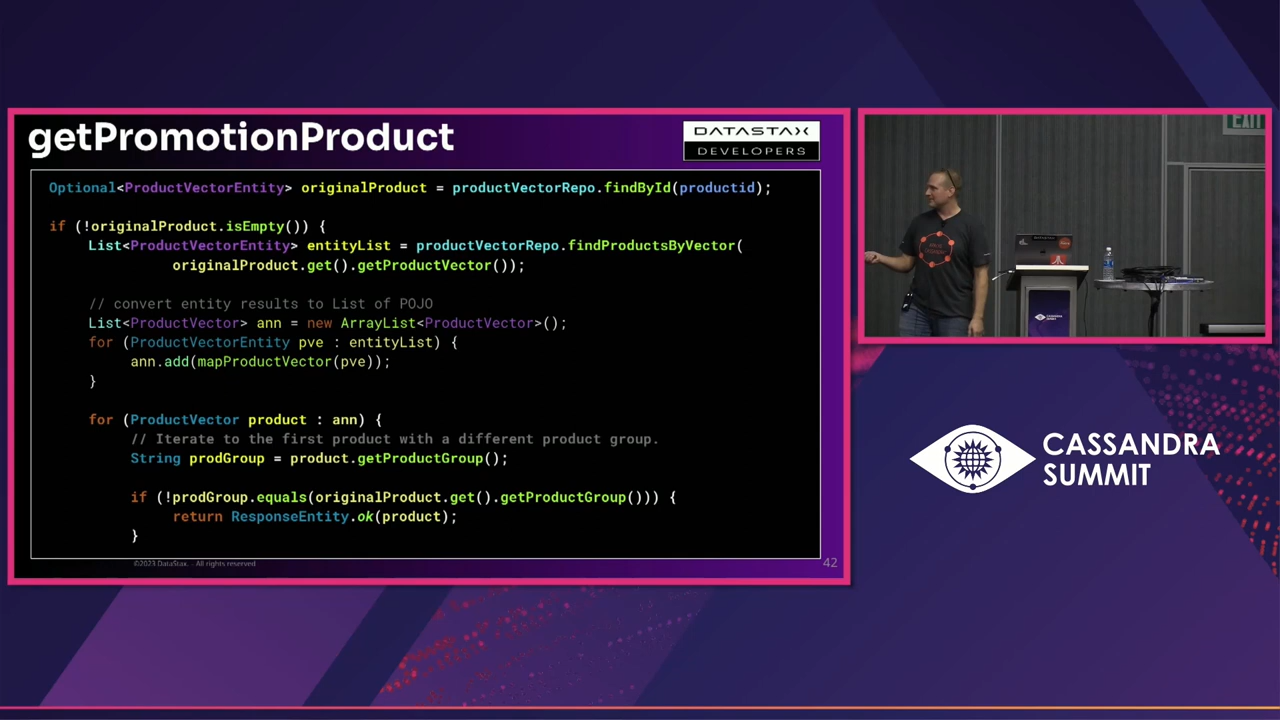 getPromotionProduct
DATASTAX
DEVELOPERS
Optional<ProductVectorEntity> originalProduct = productVectorRepo.findById(productid);
if (!originalProduct.isEmpty()) {
List<ProductVectorEntity> entityList = productVectorRepo.findProductsByVector(
originalProduct.get().getProductVector());
// convert entity results to List of POJO
List<ProductVector> ann = new ArrayList<ProductVector>();
for (ProductVectorEntity pve : entityList) {
ann.add(mapProductVector(pve));
}
for (ProductVector product : ann) {
// Iterate to the first product with a different product group.
String prodGroup = product.getProductGroup();
if (!prodGroup.equals(originalProduct.get().getProductGroup())) {
return ResponseEntity.ok(product);
}
©2023 DataStax. – All rights reserved
42
EXIT
CASSANDRA
SUMMIT